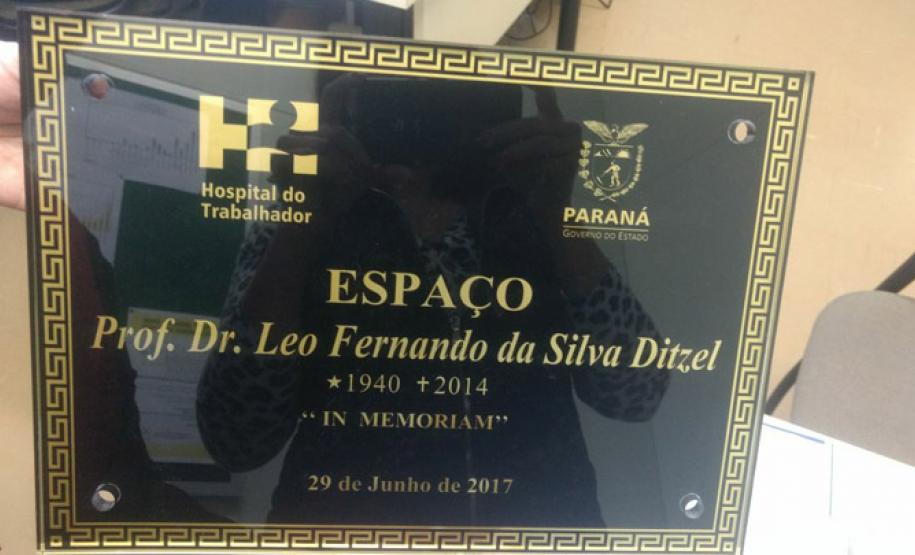 Hospital do
Trabalhador
PARANÁ
GOVERNO DO ESTADO
ESPAÇO
Prof. Dr. Leo Fernando da Silva Ditzel
★1940 ✝2014
“ IN MEMORIAM”
29 de Junho de 2017